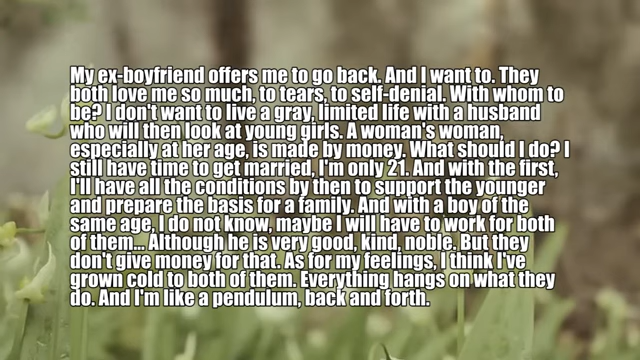 My ex-boyfriend offers me to go back. And I want to. They
both love me so much, to tears, to self-denial. With whom to
be? I don't want to live a gray, limited life with a husband
who will then look at young girls. A woman's woman,
especially at her age, is made by money. What should I do? I
still have time to get married, I'm only 21. And with the first,
I'll have all the conditions by then to support the younger
and prepare the basis for a family. And with a boy of the
same age, I do not know, maybe I will have to work for both
of them... Although he is very good, kind, noble. But they
don't give money for that. As for my feelings, I think I've
grown cold to both of them. Everything hangs on what they
do. And I'm like a pendulum, back and forth.